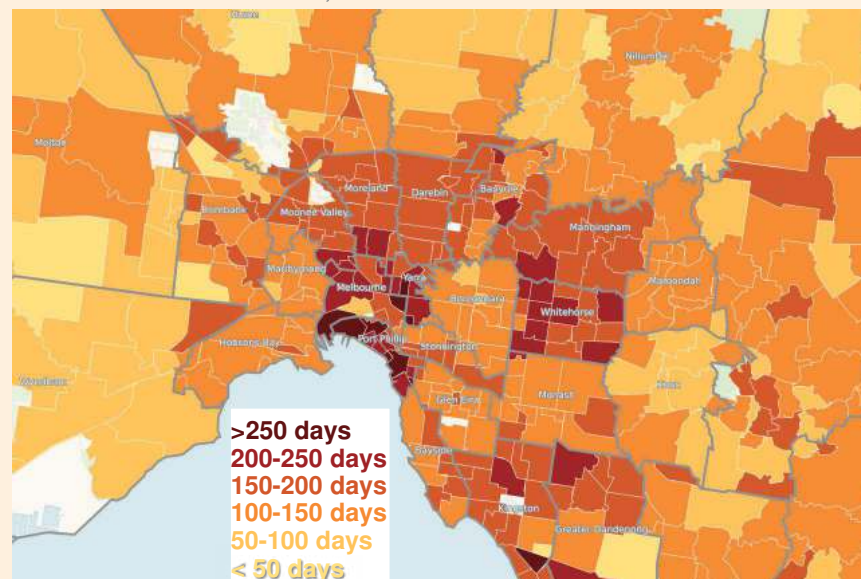 Hume
Nillumbik
Melton
Moreland
Darebin
Banyule
Brimbank
Moonee Valley
Manningham
Maribyrnong
Yarra
Maroondah
Melbourne
Boroondara
Whitehorse
Port Phillip
Hobsons Bay
Stonnington
Wyndham
Knox
Monash
Glen Eira
Bayside
Kingston
Greater Dandenong
>250 days
200-250 days
150-200 days
100-150 days
50-100 days
< 50 days